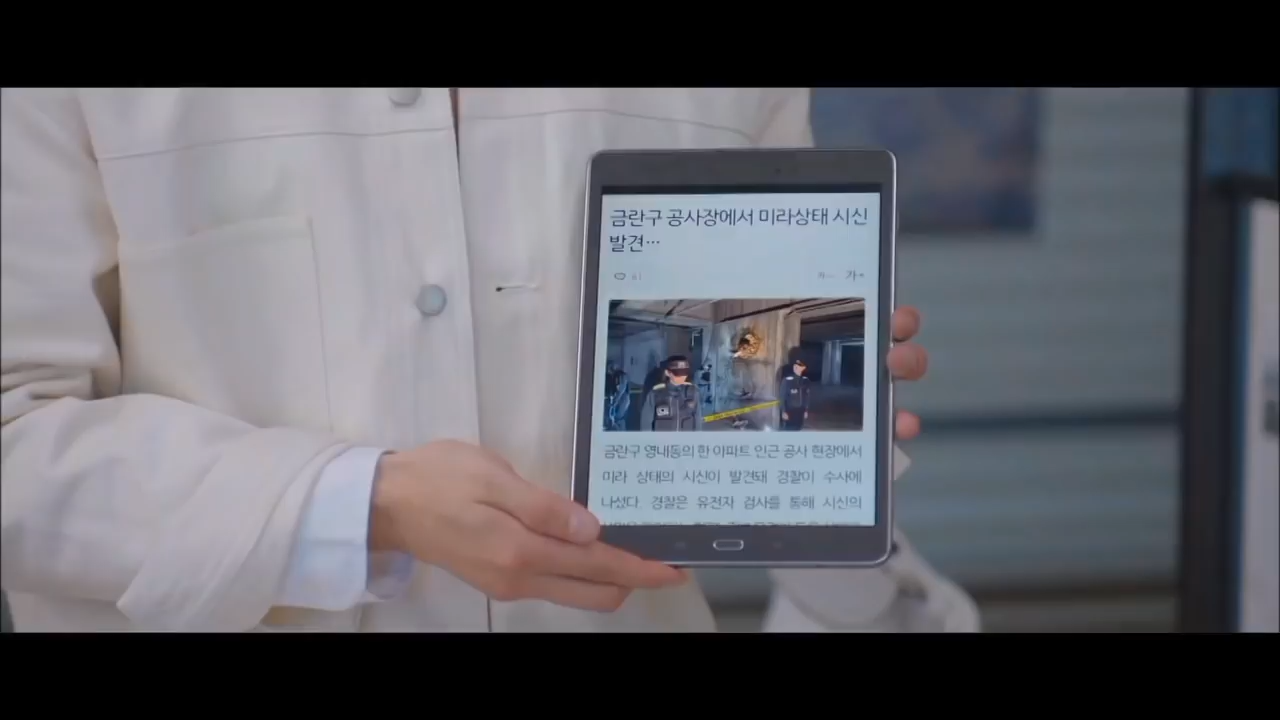 금란구 공사장에서 미라상태 시신
발견…
가-
가+
금란구 영내동의 한 아파트 인근 공사 현장에서
미라 상태의 시신이 발견돼 경찰이 수사에
나섰다. 경찰은 유전자 검사를 통해 시신의